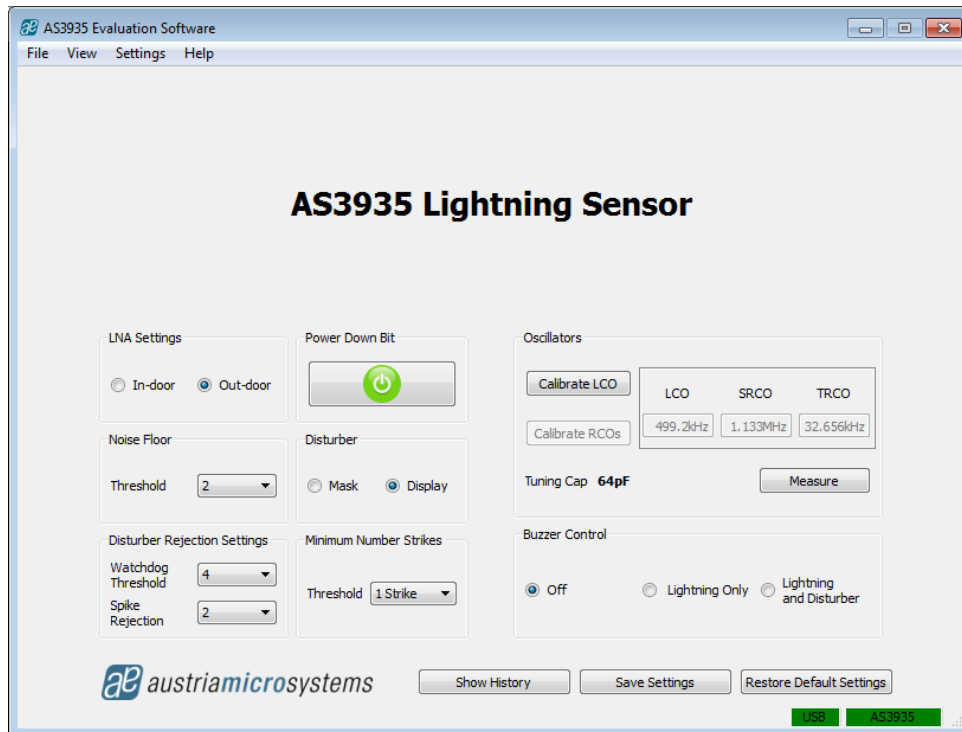 AS3935 Evaluation Software
File View Settings Help
AS3935 Lightning Sensor
LNA Settings
In-door Out-door
Power Down Bit
Noise Floor
Threshold 2
Disturber
Mask Display
Disturber Rejection Settings
Watchdog
Threshold
4
Spike
Rejection
2
Minimum Number Strikes
Threshold 1 Strike
Oscillators
Calibrate LCO
Calibrate RCOs
LCO SRCO TRCO
499.2kHz 1.133MHz 32.656kHz
Tuning Cap 64pF
Measure
Buzzer Control
Off
Lightning Only
Lightning
and Disturber
austriamicrosystems
Show History
Save Settings
Restore Default Settings
USB AS3935